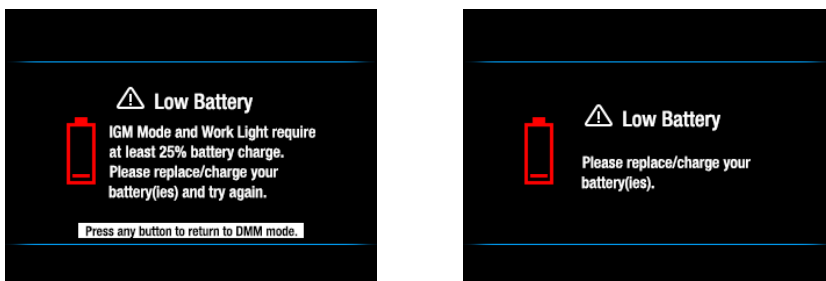 Low Battery
IGM Mode and Work Light require
at least 25% battery charge.
Please replace/charge your
battery(ies) and try again.
Press any button to return to DMM mode.
Low Battery
Please replace/charge your
battery(ies).